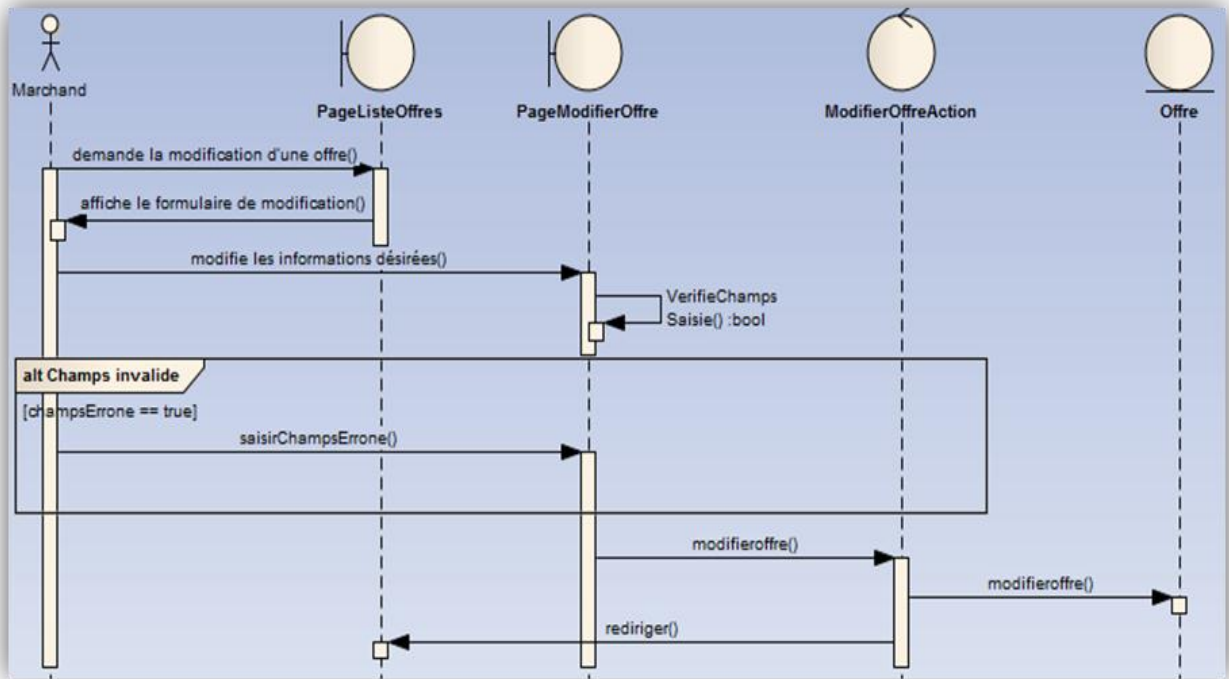 Marchand
PageListeOffres
PageModifierOffre
ModifierOffreAction
Offre
demande la modification d'une offre()
affiche le formulaire de modification()
modifie les informations désirées()
VerifieChamps
Saisie() :bool
alt Champs invalide
[champsErrone == true]
saisirChampsErrone()
modifieroffre()
modifieroffre()
rediriger()